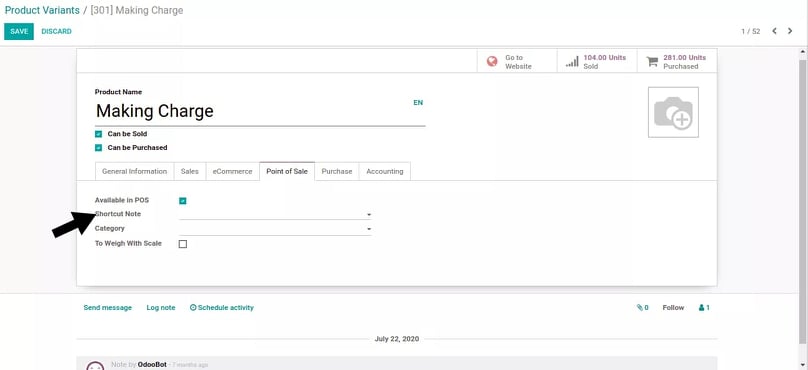 Product Variants / [301] Making Charge
SAVE DISCARD 1 / 52
Go to Website
104.00 Units Sold
281.00 Units Purchased
Product Name
Making Charge EN
Can be Sold
Can be Purchased
General Information Sales eCommerce Point of Sale Purchase Accounting
Available in POS
Shortcut Note
Category
To Weigh With Scale
Send message Log note Schedule activity 0 Follow 1
July 22, 2020
Note by OdooBot - 7 months ago